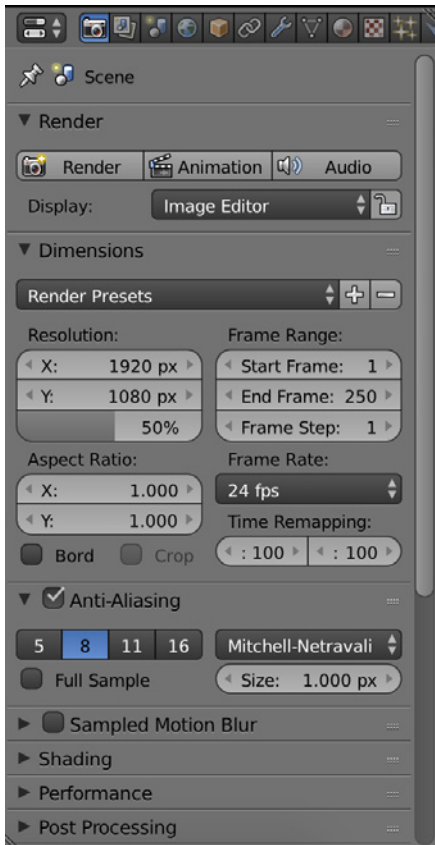 Scene
Render
Render Animation Audio
Display: Image Editor
Dimensions
Render Presets
Resolution: Frame Range:
X: 1920 px Start Frame: 1
Y: 1080 px End Frame: 250
50% Frame Step: 1
Aspect Ratio: Frame Rate:
X: 1.000 24 fps
Y: 1.000 Time Remapping:
Bord Crop : 100 : 100
Anti-Aliasing
5 8 11 16 Mitchell-Netravali
Full Sample Size: 1.000 px
Sampled Motion Blur
Shading
Performance
Post Processing